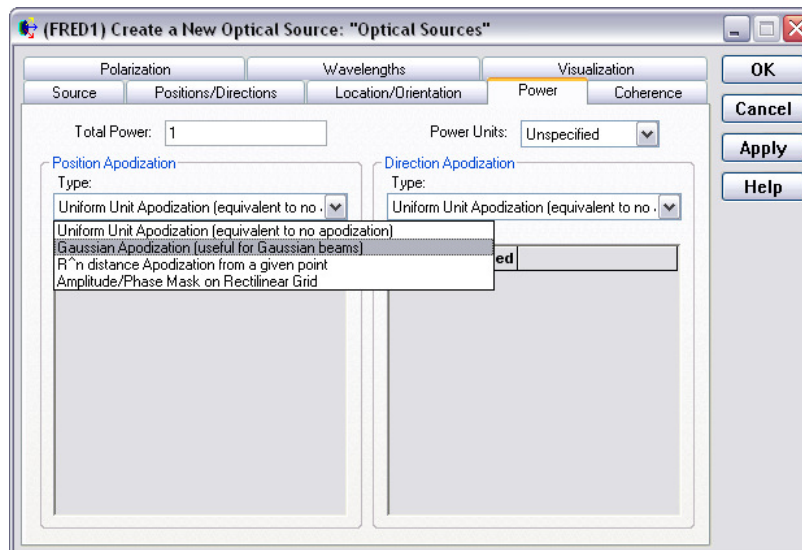 (FRED1) Create a New Optical Source: "Optical Sources"
Polarization Wavelengths Visualization
Source Positions/Directions Location/Orientation Power Coherence
OK
Cancel
Apply
Help
Total Power: 1 Power Units: Unspecified
Position Apodization
Type:
Uniform Unit Apodization (equivalent to no
Uniform Unit Apodization (equivalent to no apodization)
Gaussian Apodization (useful for Gaussian beams)
R^n distance Apodization from a given point
Amplitude/Phase Mask on Rectilinear Grid
Direction Apodization
Type:
Uniform Unit Apodization (equivalent to no
ed